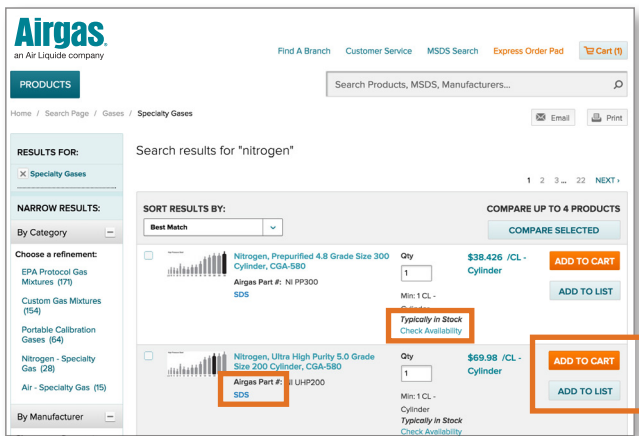 Airgas.
an Air Liquide company
Find A Branch Customer Service MSDS Search Express Order Pad Cart (1)
PRODUCTS
Search Products, MSDS, Manufacturers...
Home / Search Page / Gases / Specialty Gases
Email Print
RESULTS FOR:
Specialty Gases
Search results for "nitrogen"
1 2 3 ... 22 NEXT ›
NARROW RESULTS:
By Category
Choose a refinement:
EPA Protocol Gas
Mixtures (171)
Custom Gas Mixtures
(154)
Portable Calibration
Gases (64)
Nitrogen - Specialty
Gas (28)
Air - Specialty Gas (15)
By Manufacturer
SORT RESULTS BY:
Best Match
COMPARE UP TO 4 PRODUCTS
COMPARE SELECTED
Nitrogen, Prepurified 4.8 Grade Size 300
Cylinder, CGA-580
Airgas Part #: NI PP300
SDS
Qty
1
Min: 1 CL -
Cylinder
Typically in Stock
Check Availability
$38.426 /CL -
Cylinder
ADD TO CART
ADD TO LIST
Nitrogen, Ultra High Purity 5.0 Grade
Size 200 Cylinder, CGA-580
Airgas Part #: NI UHP200
SDS
Qty
1
Min: 1 CL -
Cylinder
Typically in Stock
Check Availability
$69.98 /CL -
Cylinder
ADD TO CART
ADD TO LIST